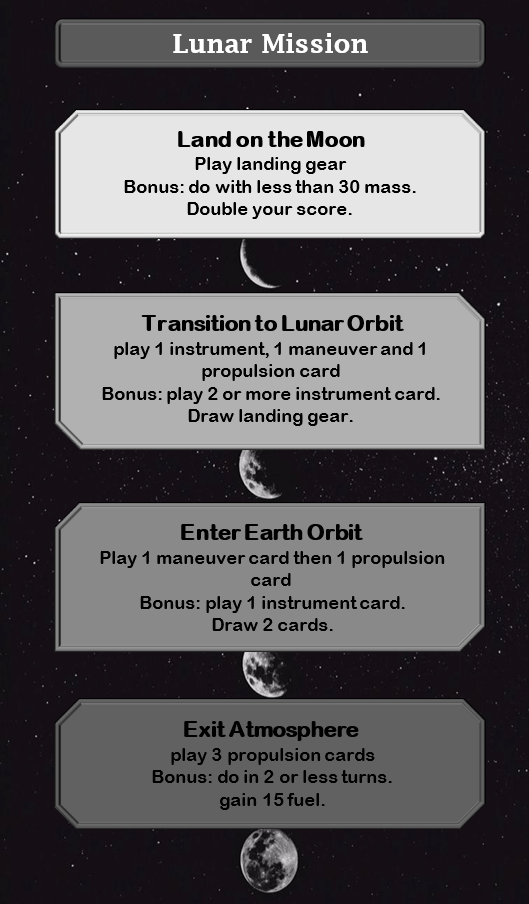 Lunar Mission
Land on the Moon
Play landing gear
Bonus: do with less than 30 mass.
Double your score.
Transition to Lunar Orbit
play 1 instrument, 1 maneuver and 1
propulsion card
Bonus: play 2 or more instrument card.
Draw landing gear.
Enter Earth Orbit
Play 1 maneuver card then 1 propulsion
card
Bonus: play 1 instrument card.
Draw 2 cards.
Exit Atmosphere
play 3 propulsion cards
Bonus: do in 2 or less turns.
gain 15 fuel.